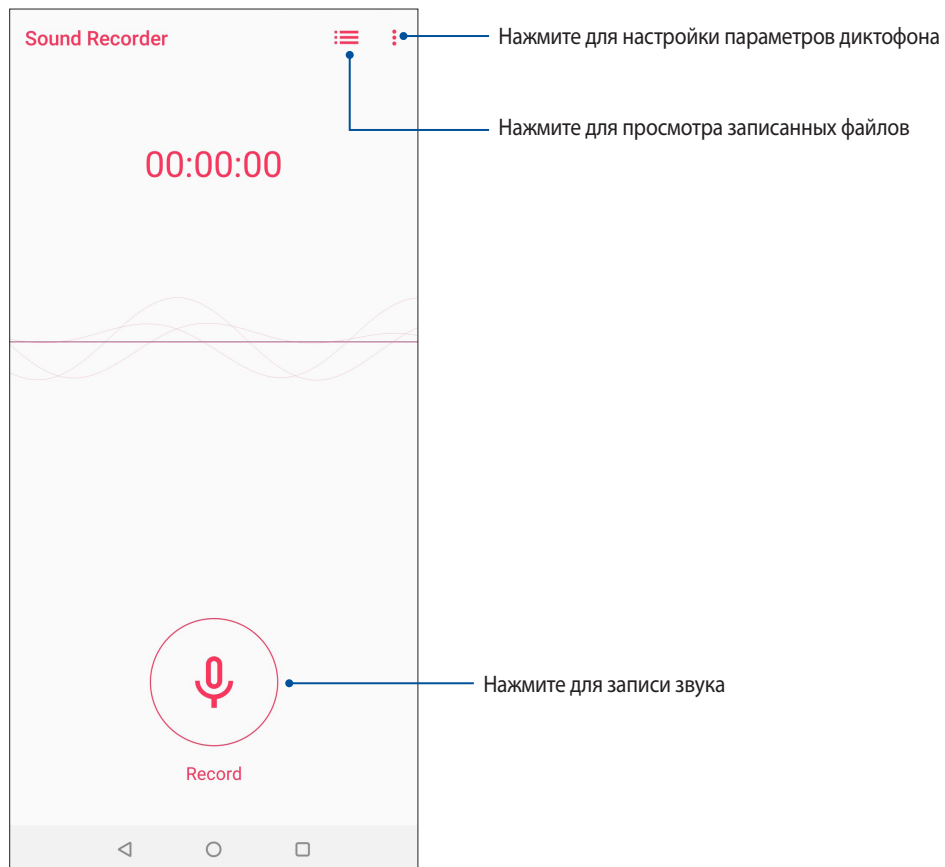 Sound Recorder
Нажмите для настройки параметров диктофона
Нажмите для просмотра записанных файлов
00:00:00
Нажмите для записи звука
Record